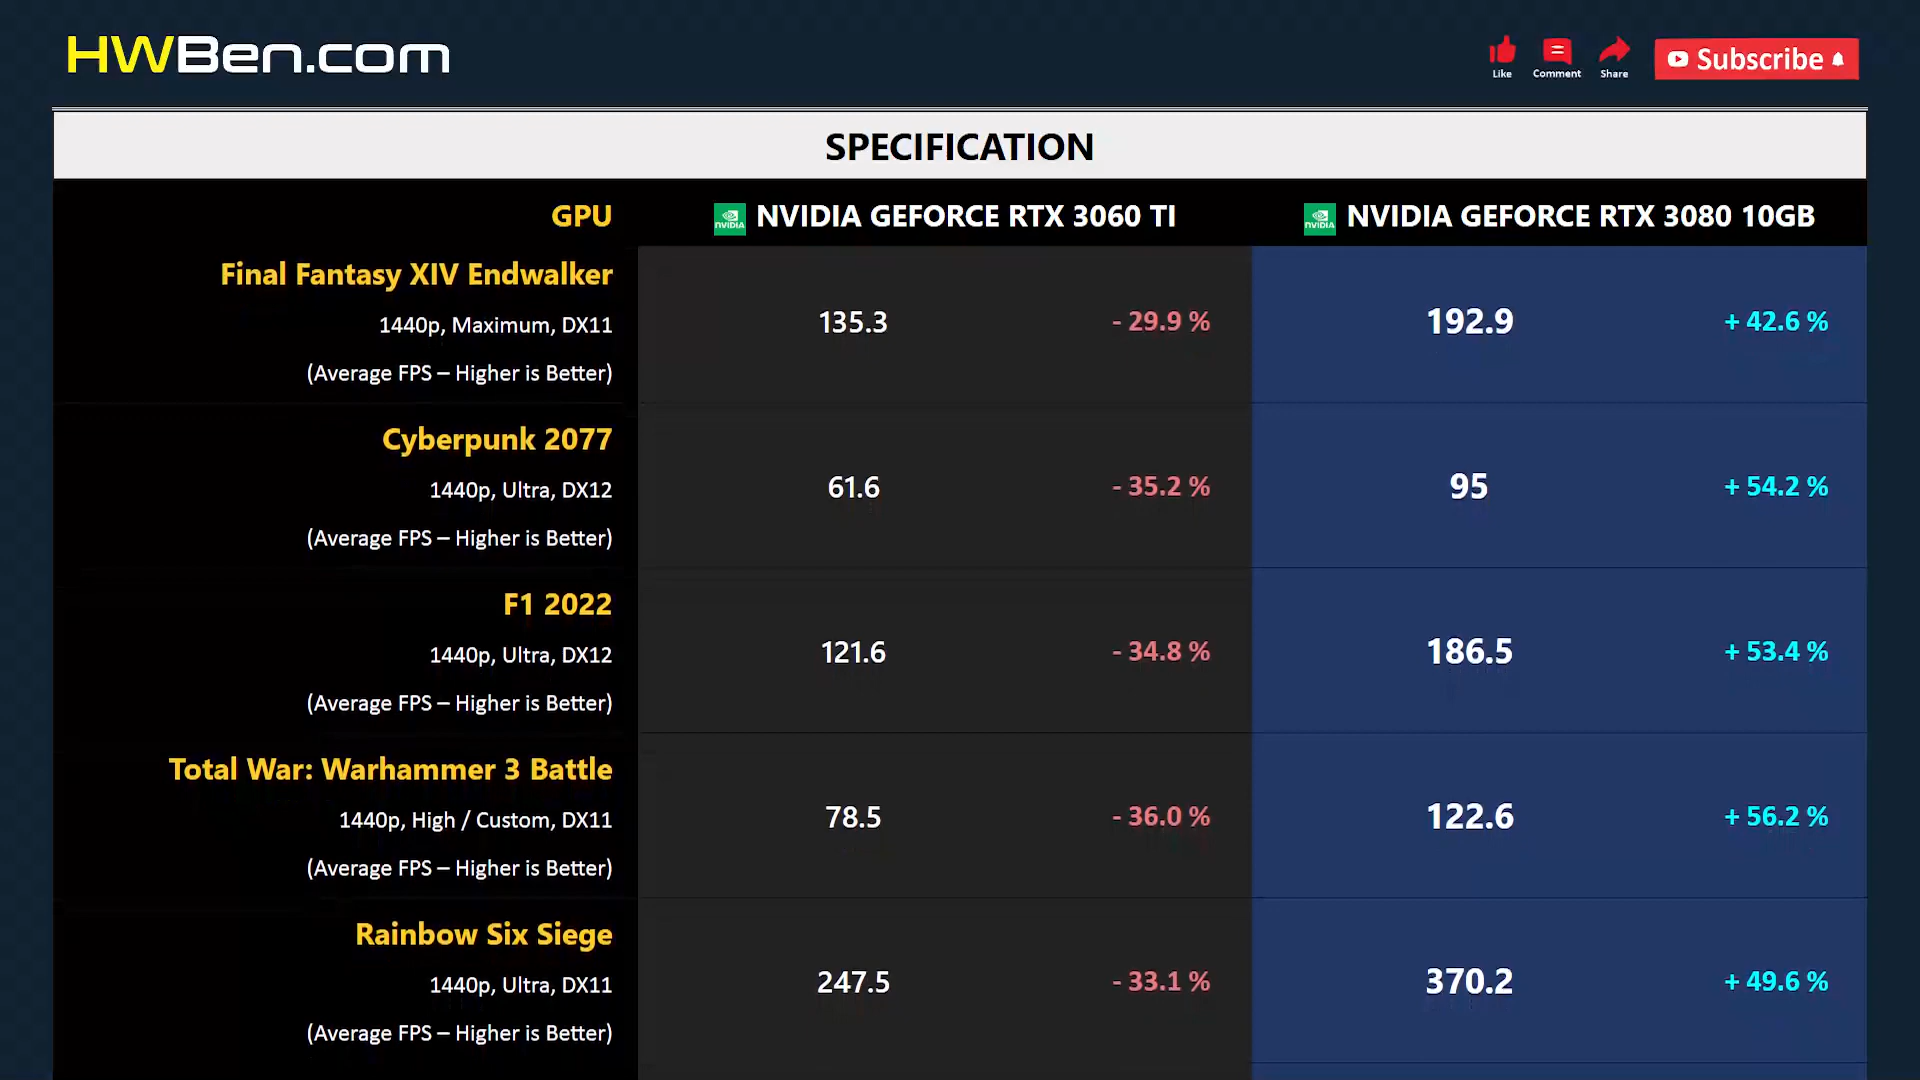 HWBen.com
Like
Comment
Share
Subscribe
SPECIFICATION
GPU
NVIDIA
NVIDIA GEFORCE RTX 3060 TI
NVIDIA
NVIDIA GEFORCE RTX 3080 10GB
Final Fantasy XIV Endwalker
1440p, Maximum, DX11
(Average FPS – Higher is Better)
135.3
- 29.9 %
192.9
+ 42.6 %
Cyberpunk 2077
1440p, Ultra, DX12
(Average FPS – Higher is Better)
61.6
- 35.2 %
95
+ 54.2 %
F1 2022
1440p, Ultra, DX12
(Average FPS – Higher is Better)
121.6
- 34.8 %
186.5
+ 53.4 %
Total War: Warhammer 3 Battle
1440p, High / Custom, DX11
(Average FPS – Higher is Better)
78.5
- 36.0 %
122.6
+ 56.2 %
Rainbow Six Siege
1440p, Ultra, DX11
(Average FPS – Higher is Better)
247.5
- 33.1 %
370.2
+ 49.6 %